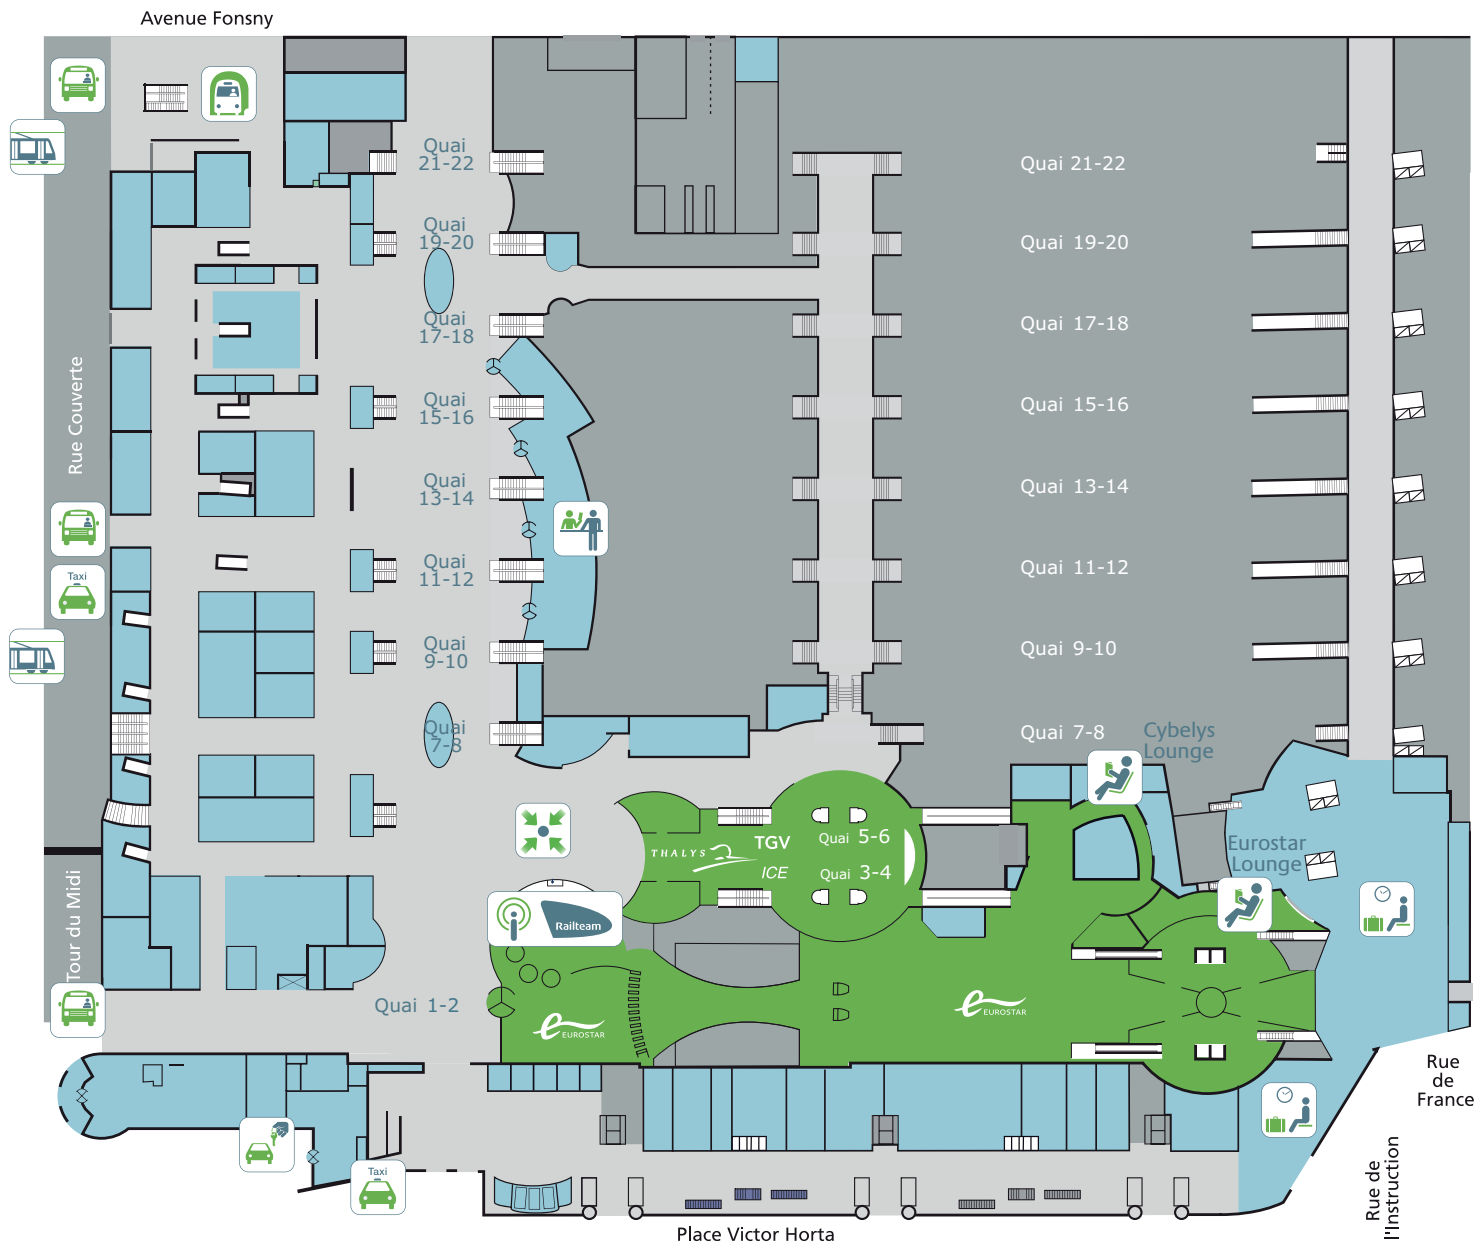 Avenue Fonsny
Quai
21-22
Quai 21-22
Quai
19-20
Quai 19-20
Quai
17-18
Quai 17-18
Rue Couverte
Quai
15-16
Quai 15-16
Quai
13-14
Quai 13-14
Quai
11-12
Quai 11-12
Taxi
Quai
9-10
Quai 9-10
Quai
7-8
Quai 7-8
Cybelys
Lounge
THALYS
TGV
ICE
Quai 5-6
Quai 3-4
Eurostar
Lounge
Tour du Midi
Railteam
Quai 1-2
e
EUROSTAR
e
EUROSTAR
Rue
de
France
Rue de
l'Instruction
Taxi
Place Victor Horta